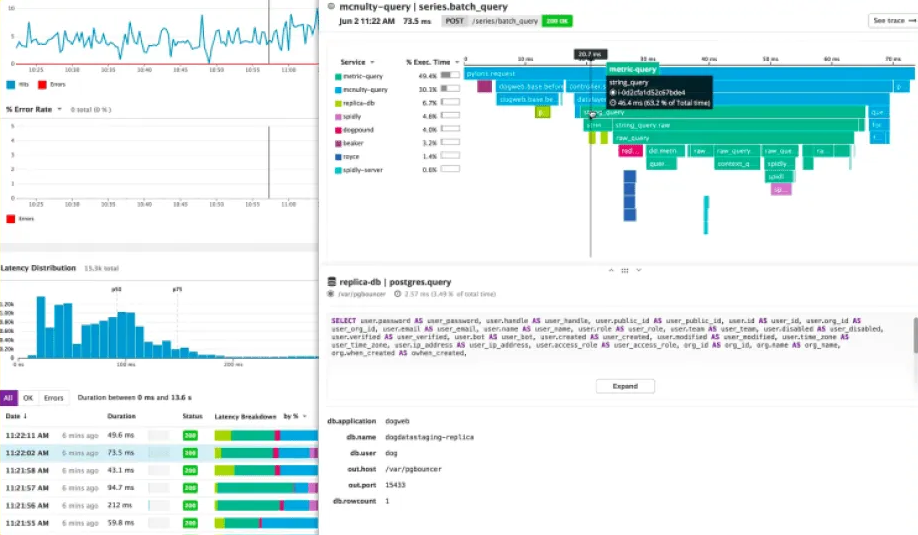 mcnulty-query | series.batch_query
Jun 2 11:22 AM 73.5 ms POST /series/batch_query 200 OK
See trace
10
5
0
10:25 10:30 10:35 10:40 10:45 10:50 10:55 11:00
Hits Errors
% Error Rate 0 total (0 %)
5
4
3
2
1
0
10:25 10:30 10:35 10:40 10:45 10:50 10:55 11:00
Errors
Latency Distribution 15.3k total
p50 p75
1.20k
1.00k
0.80k
0.60k
0.40k
0.20k
0 ms 100 ms 200 ms
All OK Errors Duration between 0 ms and 13.6 s
Date ↓ Duration Status Latency Breakdown by %
11:22:11 AM 6 mins ago 49.6 ms 200
11:22:02 AM 6 mins ago 73.5 ms 200
11:21:58 AM 6 mins ago 43.1 ms 200
11:21:57 AM 6 mins ago 94.7 ms 200
11:21:56 AM 6 mins ago 212 ms 200
11:21:55 AM 6 mins ago 59.8 ms 200
Service % Exec. Time
metric-query 49.4%
mcnulty-query 30.1%
replica-db 6.7%
spidly 4.6%
dogpound 4.0%
beaker 3.2%
royce 1.4%
spidly-server 0.6%
20.7 ms
0 10 ms 30 ms 40 ms 50 ms 60 ms 70 ms
pylons.request
dogweb.base.before
dogweb.base.be..
p..
metric-query
string_query
i-0d2cfa1d52c67bde4
46.4 ms (63.2 % of Total time)
string_query
string_query.raw
raw_query
red... dd.metri raw... raw_query... raw_que... ra...
quer... context_q spidly
spidl
sp...
p
que
for
r...
replica-db | postgres.query
/var/pgbouncer 2.57 ms (3.49 % of total time)
SELECT user.password AS user_password, user.handle AS user_handle, user.public_id AS user_public_id, user.id AS user_id, user.org_id AS
user_org_id, user.email AS user_email, user.name AS user_name, user.role AS user_role, user.team AS user_team, user.disabled AS user_disabled,
user.verified AS user_verified, user.bot AS user_bot, user.created AS user_created, user.modified AS user_modified, user.time_zone AS
user_time_zone, user.ip_address AS user_ip_address, user.access_role AS user_access_role, org_id AS org_id, org.name AS org_name,
org.when_created AS owhen_created,
Expand
db.application dogweb
db.name dogdatastaging-replica
db.user dog
out.host /var/pgbouncer
out.port 15433
db.rowcount 1